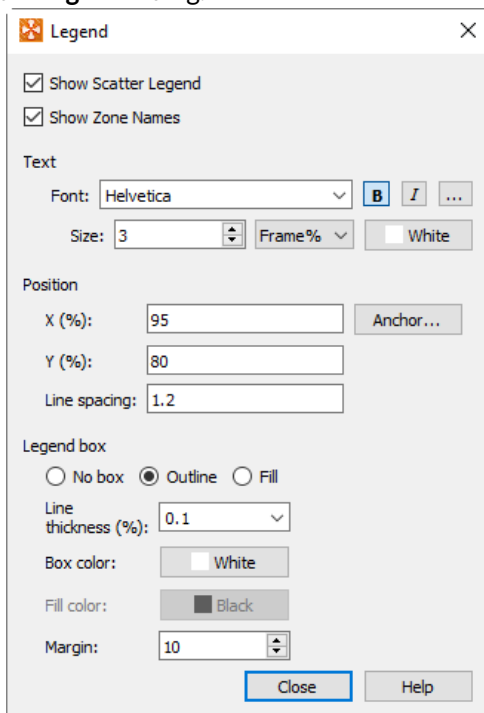 Legend
Show Scatter Legend
Show Zone Names
Text
Font: Helvetica B I ...
Size: 3 Frame% White
Position
X (%): 95 Anchor...
Y (%): 80
Line spacing: 1.2
Legend box
No box Outline Fill
Line
thickness (%): 0.1
Box color: White
Fill color: Black
Margin: 10
Close Help